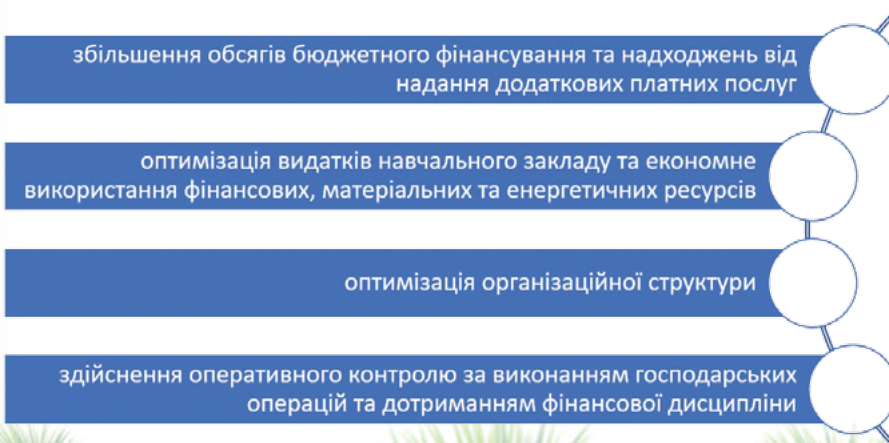 збільшення обсягів бюджетного фінансування та надходжень від
надання додаткових платних послуг
оптимізація видатків навчального закладу та економне
використання фінансових, матеріальних та енергетичних ресурсів
оптимізація організаційної структури
здійснення оперативного контролю за виконанням господарських
операцій та дотриманням фінансової дисципліни